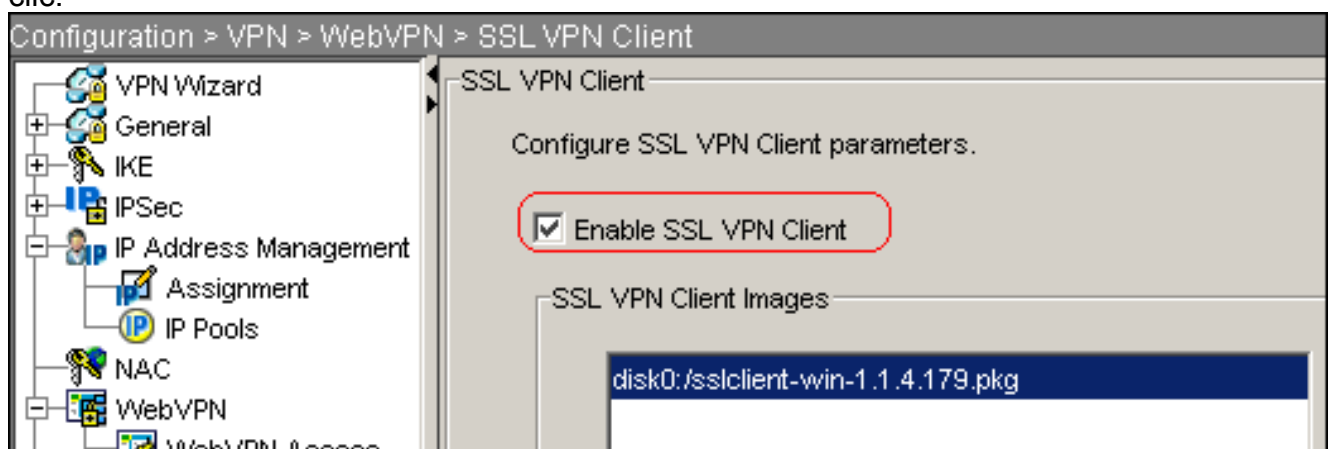 Configuration > VPN > WebVPN > SSL VPN Client
VPN Wizard
General
IKE
IPSec
IP Address Management
Assignment
IP Pools
NAC
WebVPN
SSL VPN Client
Configure SSL VPN Client parameters.
Enable SSL VPN Client
SSL VPN Client Images
disk0:/sslclient-win-1.1.4.179.pkg